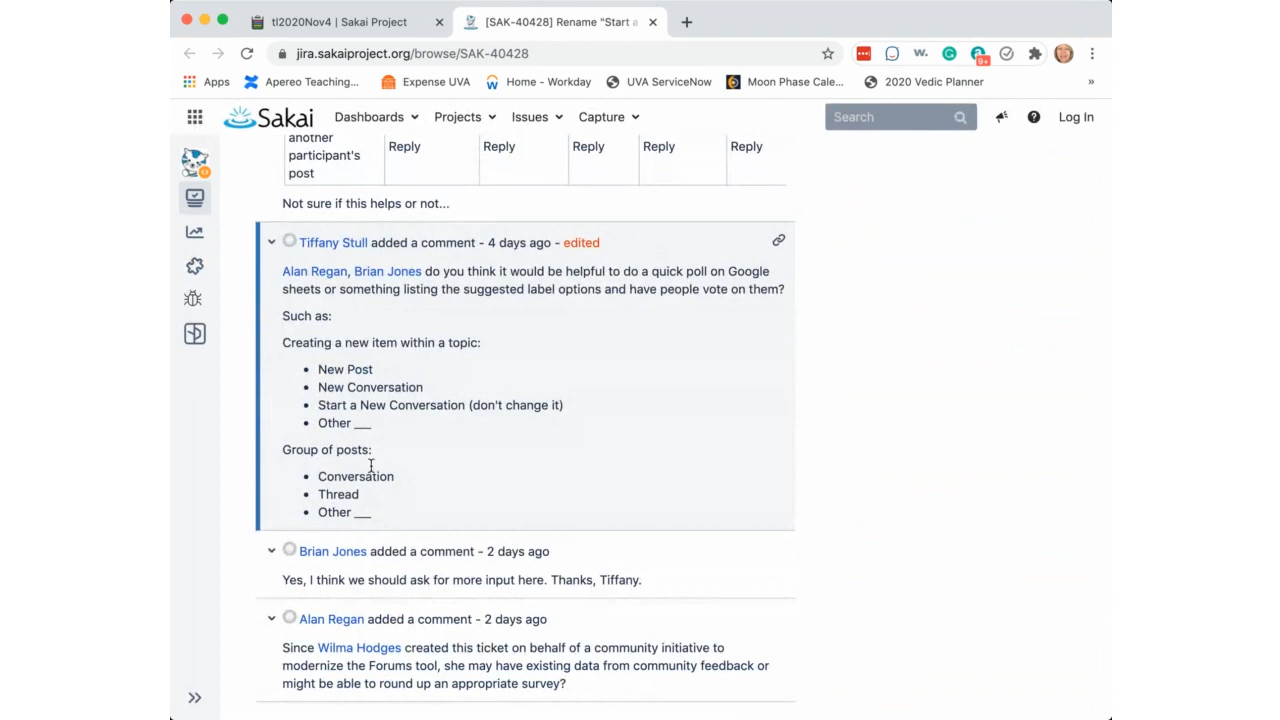 tl2020Nov4 | Sakai Project
[SAK-40428] Rename "Start a
jira.sakaiproject.org/browse/SAK-40428
w.
9+
Apps
Apereo Teaching...
Expense UVA
Home - Workday
UVA ServiceNow
Moon Phase Cale...
2020 Vedic Planner
»
Sakai
Dashboards
Projects
Issues
Capture
Search
Log In
another
participant's
post
Reply
Reply
Reply
Reply
Reply
Not sure if this helps or not...
Tiffany Stull added a comment - 4 days ago - edited
Alan Regan, Brian Jones do you think it would be helpful to do a quick poll on Google
sheets or something listing the suggested label options and have people vote on them?
Such as:
Creating a new item within a topic:
• New Post
• New Conversation
• Start a New Conversation (don't change it)
• Other ___
Group of posts:
• Conversation
• Thread
• Other ___
Brian Jones added a comment - 2 days ago
Yes, I think we should ask for more input here. Thanks, Tiffany.
Alan Regan added a comment - 2 days ago
Since Wilma Hodges created this ticket on behalf of a community initiative to
modernize the Forums tool, she may have existing data from community feedback or
might be able to round up an appropriate survey?